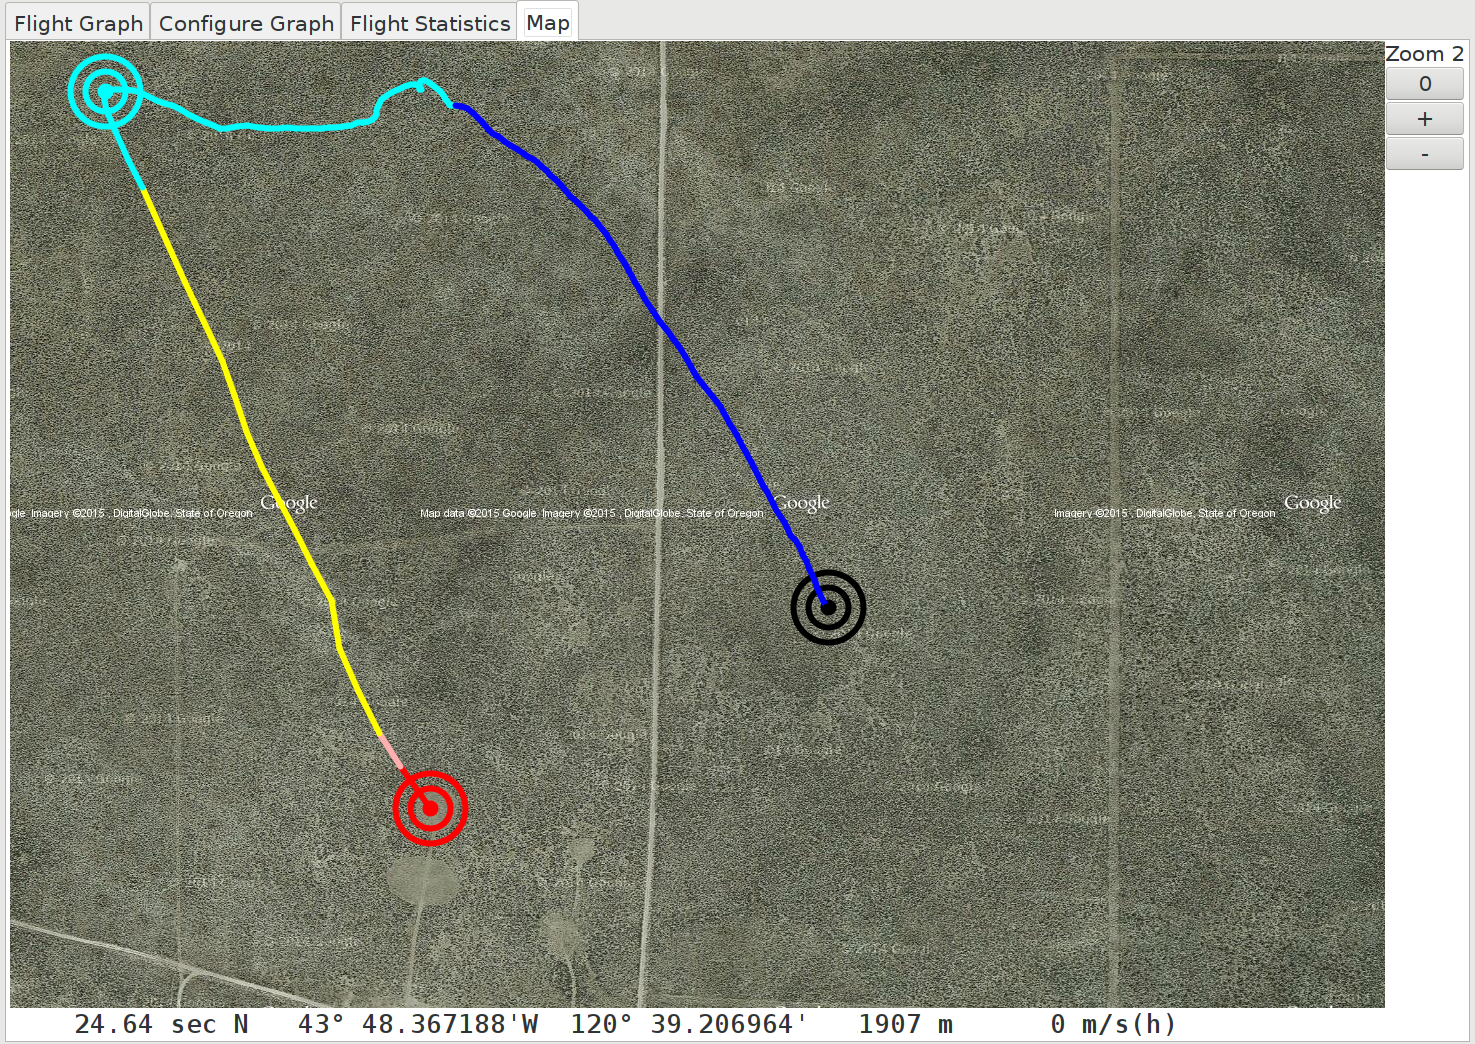 Flight Graph Configure Graph Flight Statistics Map
Zoom 2
0
+
-
Google Google Google
Imagery ©2015 , DigitalGlobe, State of Oregon Map data ©2015 Google Imagery ©2015 , DigitalGlobe, State of Oregon Imagery ©2015 , DigitalGlobe, State of Oregon
24.64 sec N 43° 48.367188'W 120° 39.206964' 1907 m 0 m/s(h)